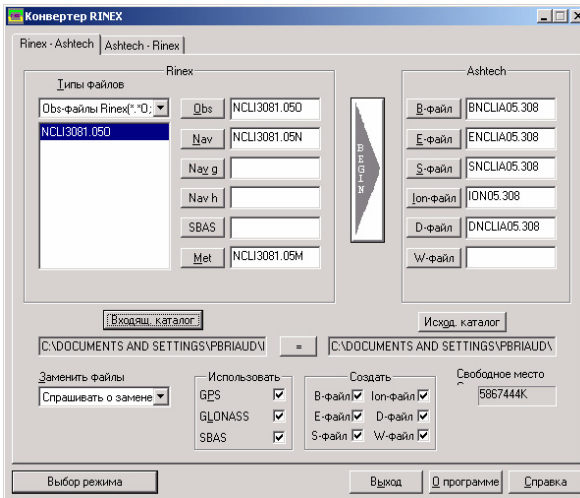 Конвертер RINEX
Rinex - Ashtech
Ashtech - Rinex
Rinex
Типы файлов
Obs-файлы Rinex(*.*O;
NCLI3081.05O
Obs NCLI3081.05O
Nav NCLI3081.05N
Nav g
Nav h
SBAS
Met NCLI3081.05M
BEGIN
Ashtech
B-файл BNCLIA05.308
E-файл ENCLIA05.308
S-файл SNCLIA05.308
Ion-файл ION05.308
D-файл DNCLIA05.308
W-файл
Входящ. каталог
Исход. каталог
C:\DOCUMENTS AND SETTINGS\PBRIAUD\
=
C:\DOCUMENTS AND SETTINGS\PBRIAUD\
Заменить файлы
Спрашивать о замене
Использовать
GPS
GLONASS
SBAS
Создать
B-файл Ion-файл
E-файл D-файл
S-файл W-файл
Свободное место
5867444K
Выбор режима
Выход
О программе
Справка